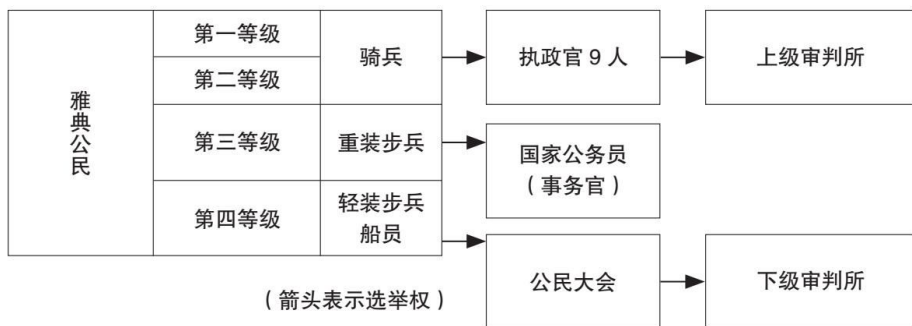 雅典公民
第一等级
第二等级
第三等级
第四等级
骑兵
重装步兵
轻装步兵
船员
执政官9人
上级审判所
国家公务员
（事务官）
公民大会
下级审判所
（箭头表示选举权）